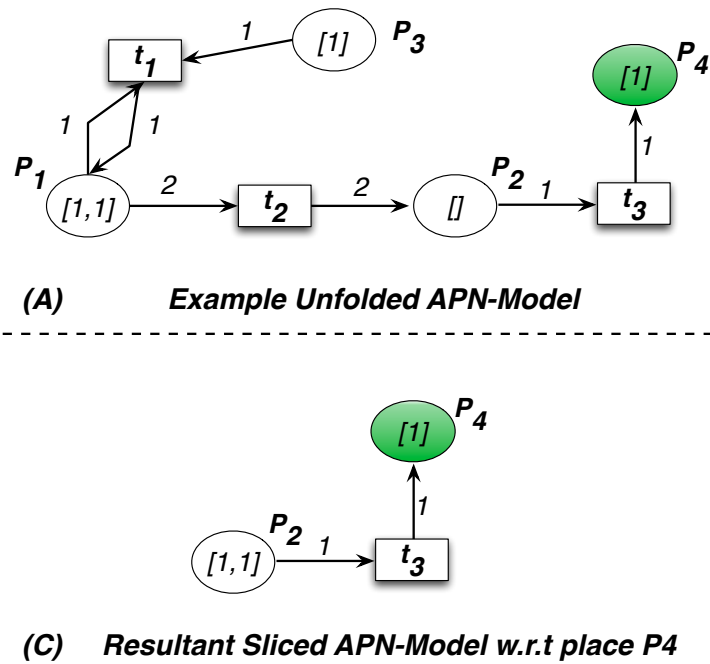 1
[1]
P3
t1
P4
[1]
1
1
1
P1
[1,1]
2
t2
2
P2
[]
1
t3
(A) Example Unfolded APN-Model
P4
[1]
1
P2
[1,1]
1
t3
(C) Resultant Sliced APN-Model w.r.t place P4